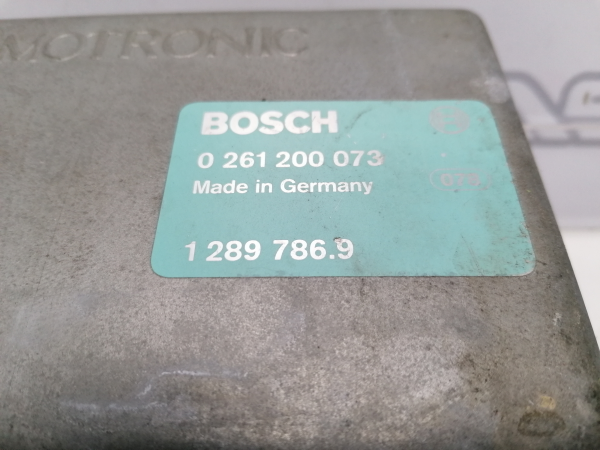 MOTRONIC
BOSCH
0 261 200 073
Made in Germany
1 289 786.9